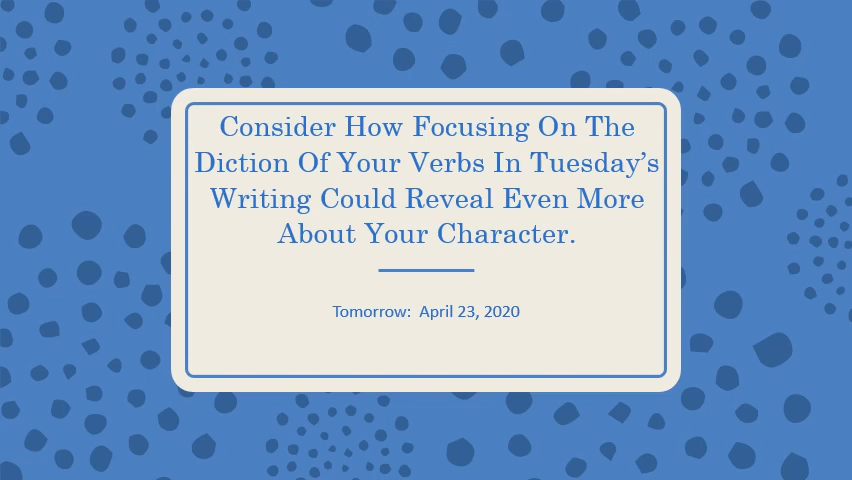 Consider How Focusing On The
Diction Of Your Verbs In Tuesday’s
Writing Could Reveal Even More
About Your Character.
Tomorrow:  April 23, 2020